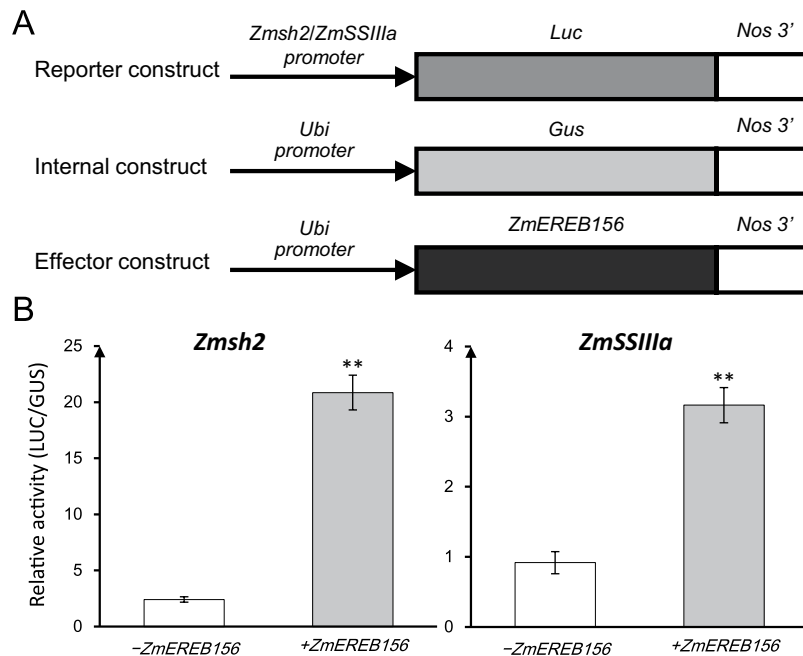 A
Zmsh2/ZmSSIIIa
promoter
Luc
Nos 3’
Reporter construct
Ubi
promoter
Gus
Nos 3’
Internal construct
Ubi
promoter
ZmEREB156
Nos 3’
Effector construct
B
Zmsh2
Relative activity (LUC/GUS)
25
20
15
10
5
0
**
−ZmEREB156
+ZmEREB156
ZmSSIIIa
4
3
2
1
0
**
−ZmEREB156
+ZmEREB156